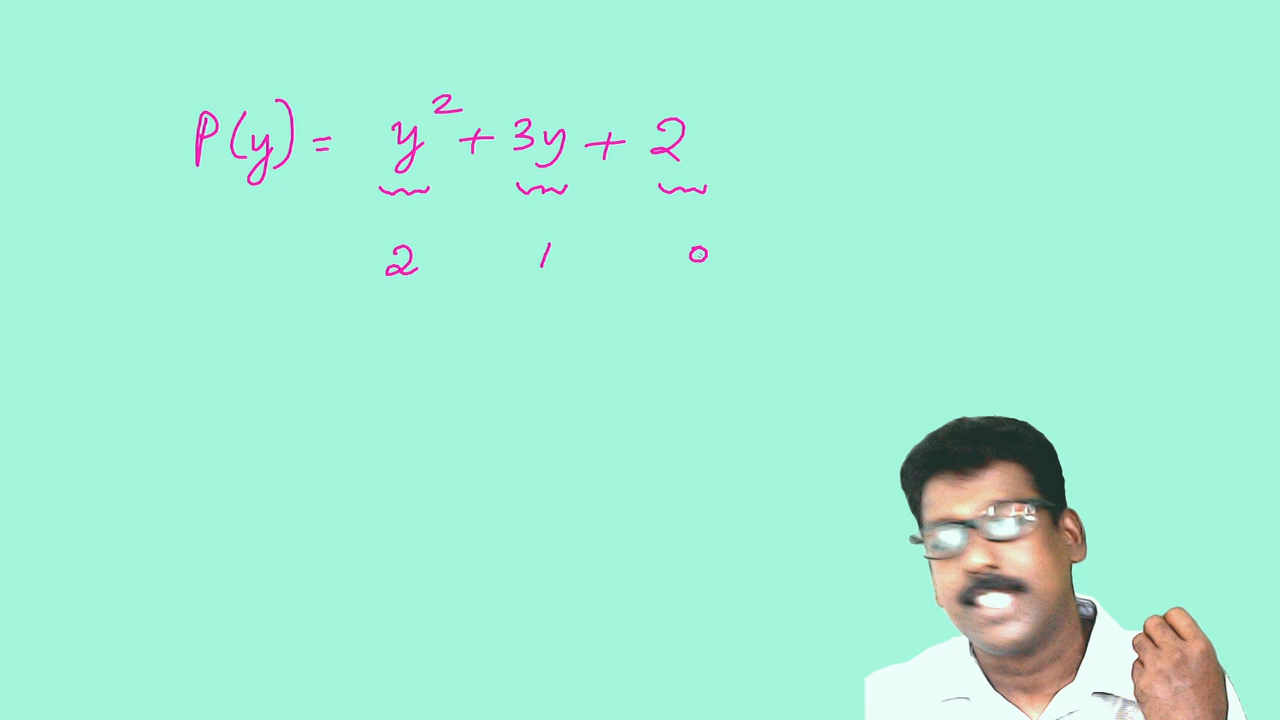 P(y) = y² + 3y + 2
2 1 0